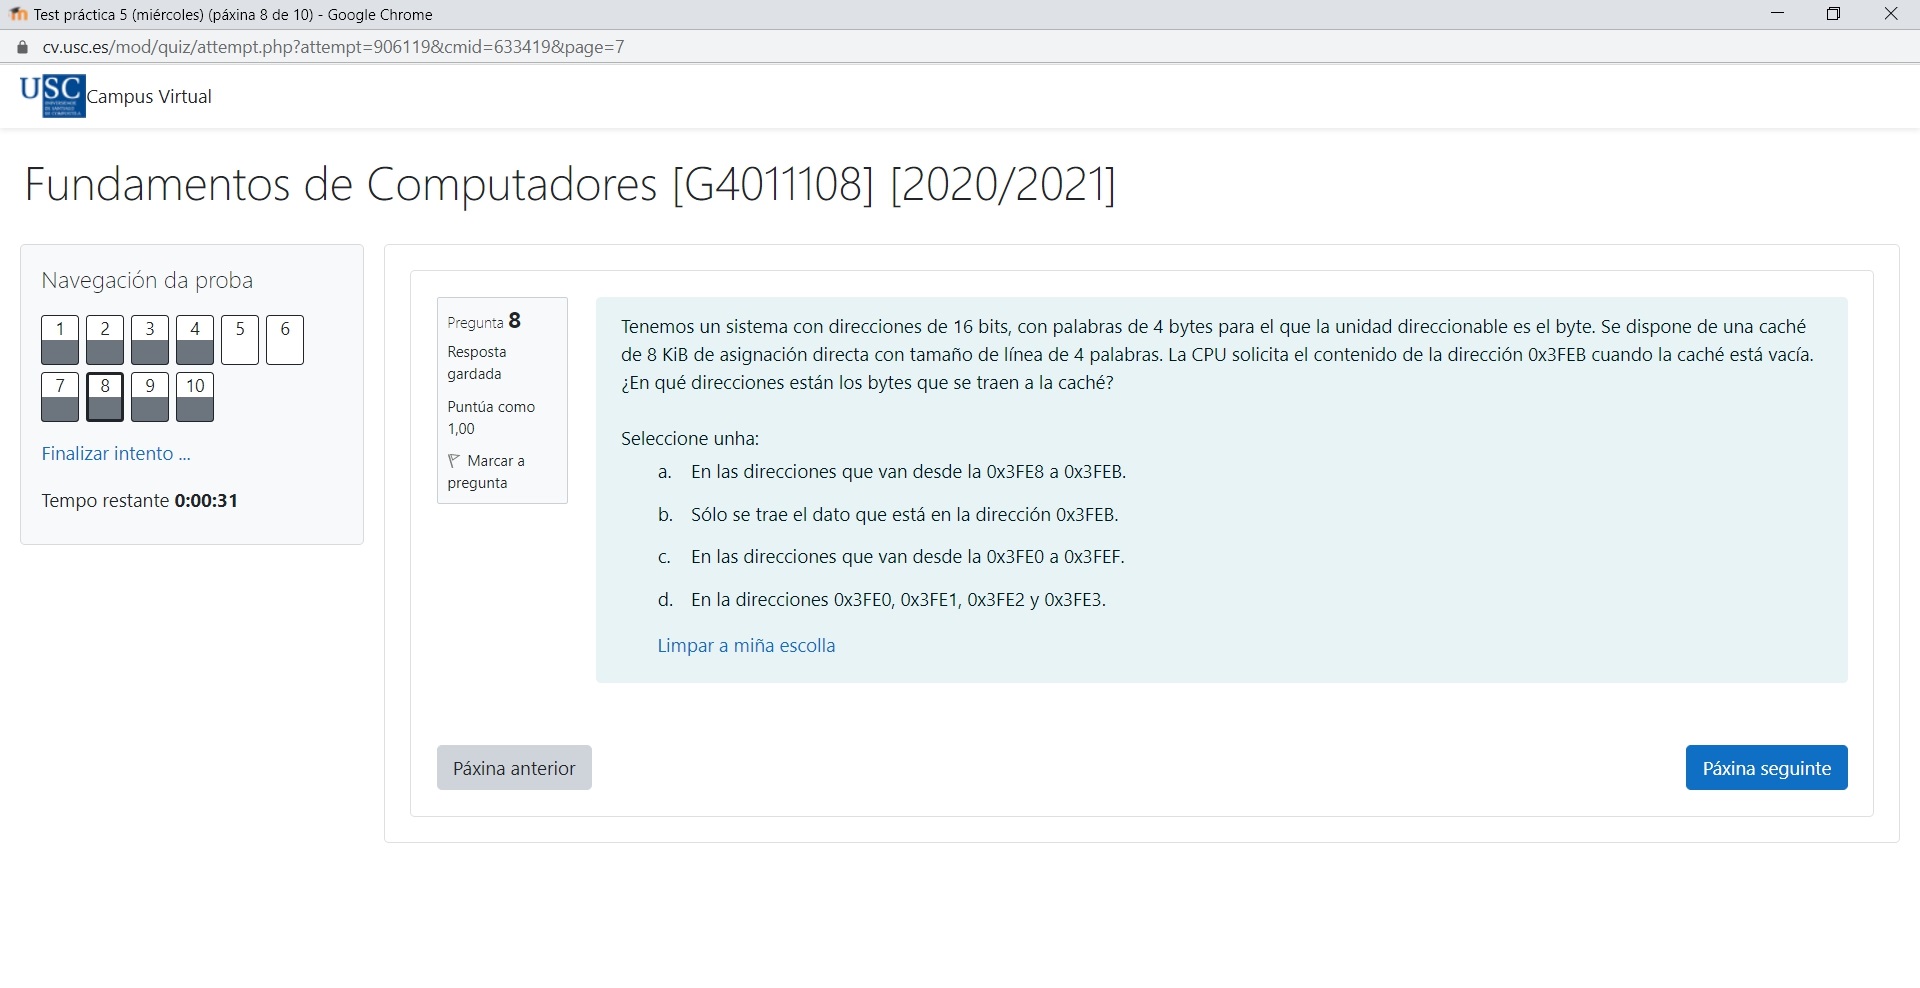 Test práctica 5 (miércoles) (páxina 8 de 10) - Google Chrome
cv.usc.es/mod/quiz/attempt.php?attempt=906119&cmid=633419&page=7
USC
Campus Virtual
Fundamentos de Computadores [G4011108] [2020/2021]
Navegación da proba
1 2 3 4 5 6
7 8 9 10
Finalizar intento ...
Tempo restante 0:00:31
Pregunta 8
Resposta
gardada
Puntúa como
1,00
Marcar a
pregunta
Tenemos un sistema con direcciones de 16 bits, con palabras de 4 bytes para el que la unidad direccionable es el byte. Se dispone de una caché
de 8 KiB de asignación directa con tamaño de línea de 4 palabras. La CPU solicita el contenido de la dirección 0x3FEB cuando la caché está vacía.
¿En qué direcciones están los bytes que se traen a la caché?
Seleccione unha:
a. En las direcciones que van desde la 0x3FE8 a 0x3FEB.
b. Sólo se trae el dato que está en la dirección 0x3FEB.
c. En las direcciones que van desde la 0x3FE0 a 0x3FEF.
d. En la direcciones 0x3FE0, 0x3FE1, 0x3FE2 y 0x3FE3.
Limpar a miña escolla
Páxina anterior
Páxina seguinte